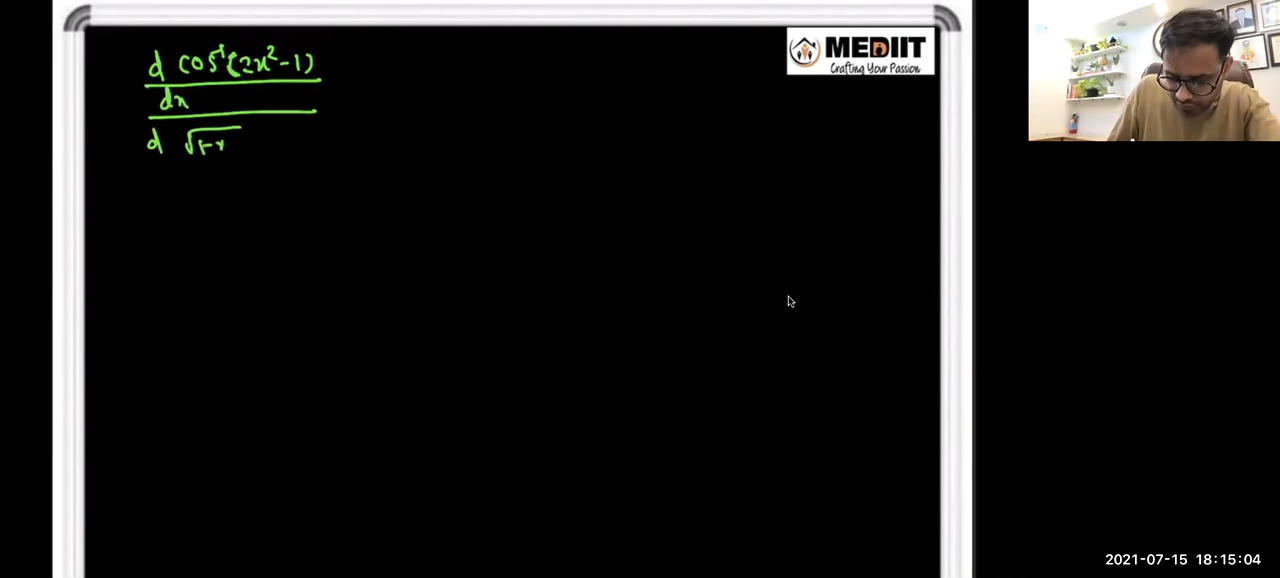 d cos⁻¹(2x²-1)
dx
d √1-x
MEDIIT
Crafting Your Passion
2021-07-15 18:15:04